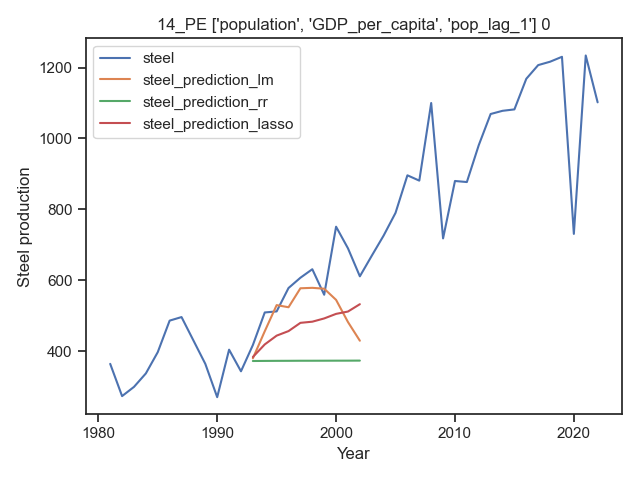 14_PE ['population', 'GDP_per_capita', 'pop_lag_1'] 0
steel
steel_prediction_lm
steel_prediction_rr
steel_prediction_lasso
Steel production
1200
1000
800
600
400
1980 1990 2000 2010 2020
Year